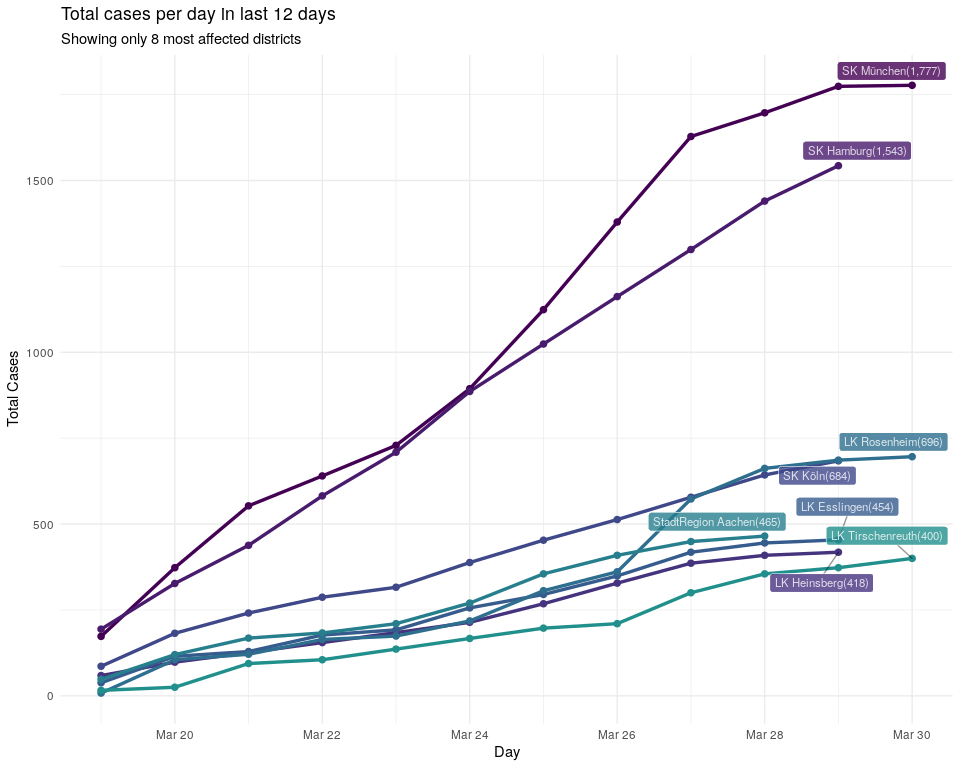 Total cases per day in last 12 days
Showing only 8 most affected districts
SK München(1,777)
SK Hamburg(1,543)
1500
Total Cases
1000
LK Rosenheim(696)
SK Köln(684)
LK Esslingen(454)
500
StadtRegion Aachen(465)
LK Tirschenreuth(400)
LK Heinsberg(418)
0
Mar 20
Mar 22
Mar 24
Mar 26
Mar 28
Mar 30
Day